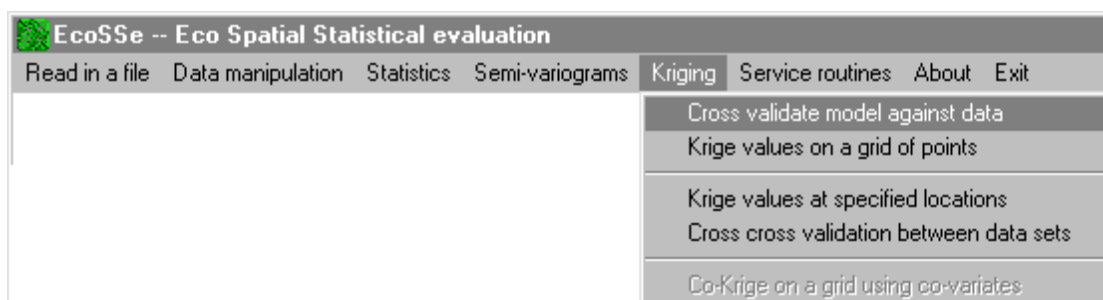 EcoSSe -- Eco Spatial Statistical evaluation
Read in a file Data manipulation Statistics Semi-variograms Kriging Service routines About Exit
Cross validate model against data
Krige values on a grid of points
Krige values at specified locations
Cross cross validation between data sets
Co-Krige on a grid using co-variates